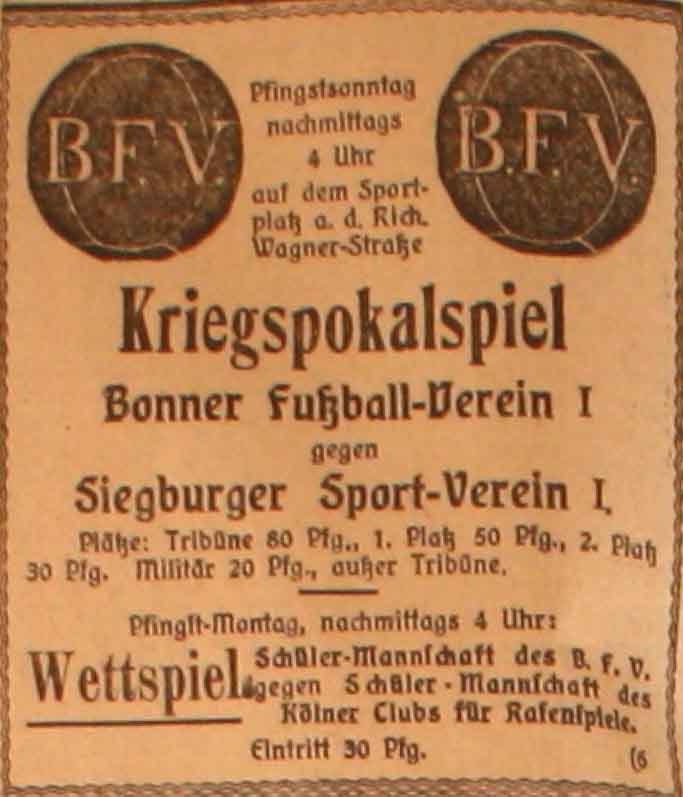 B.F.V.
Pfingstsonntag
nachmittags
4 Uhr
auf dem Sport-
platz a. d. Rich.
Wagner-Straße
B.F.V.
Kriegspokalspiel
Bonner Fußball-Verein I
gegen
Siegburger Sport-Verein I.
Plätze: Tribüne 80 Pfg., 1. Platz 50 Pfg., 2. Platz
30 Pfg. Militär 20 Pfg., außer Tribüne.
Pfingst-Montag, nachmittags 4 Uhr:
Wettspiel
Schüler-Mannschaft des B. F. V.
gegen Schüler-Mannschaft des
Kölner Clubs für Rasenspiele.
Eintritt 30 Pfg.
(6